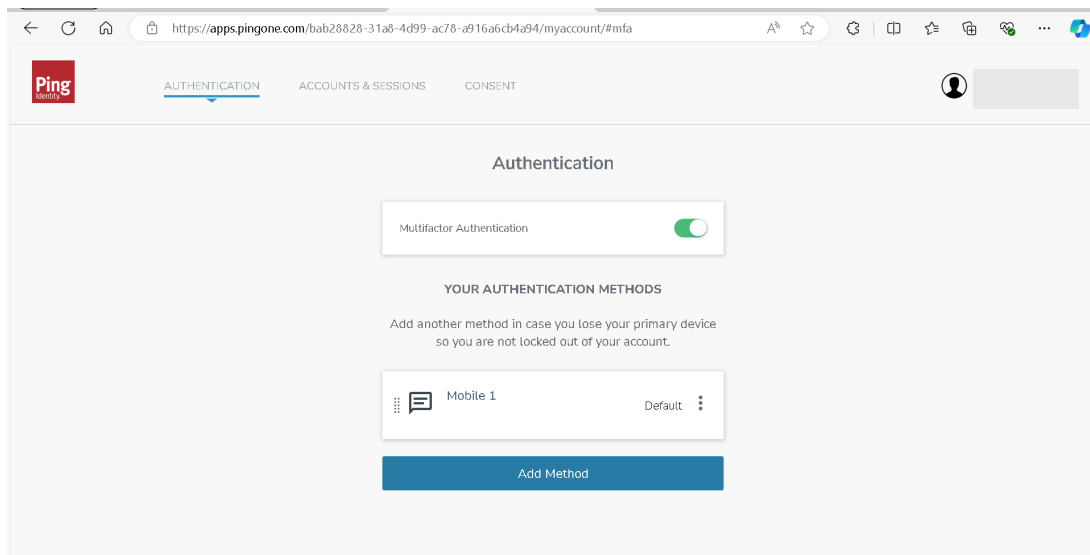 https://apps.pingone.com/bab28828-31a8-4d99-ac78-a916a6cb4a94/myaccount/#mfa
Ping
Identity.
AUTHENTICATION
ACCOUNTS & SESSIONS
CONSENT
Authentication
Multifactor Authentication
YOUR AUTHENTICATION METHODS
Add another method in case you lose your primary device
so you are not locked out of your account.
Mobile 1
Default
Add Method